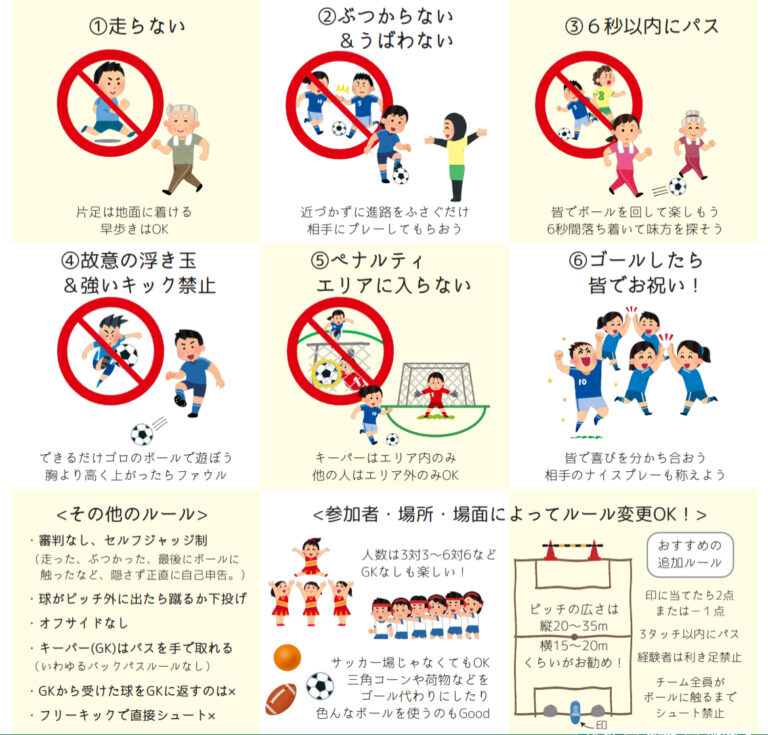 ①走らない
片足は地面に着ける
早歩きはOK
②ぶつからない
＆うばわない
近づかずに進路をふさぐだけ
相手にプレーしてもらおう
③６秒以内にパス
皆でボールを回して楽しもう
6秒間落ち着いて味方を探そう
④故意の浮き玉
＆強いキック禁止
できるだけゴロのボールで遊ぼう
胸より高く上がったらファウル
⑤ペナルティ
エリアに入らない
キーパーはエリア内のみ
他の人はエリア外のみOK
⑥ゴールしたら
皆でお祝い！
皆で喜びを分かち合おう
相手のナイスプレーも称えよう
<その他のルール>
・審判なし、セルフジャッジ制
（走った、ぶつかった、最後にボールに
触ったなど、隠さず正直に自己申告。）
・球がピッチ外に出たら蹴るか下投げ
・オフサイドなし
・キーパー(GK)はパスを手で取れる
（いわゆるバックパスルールなし）
・GKから受けた球をGKに返すのは×
・フリーキックで直接シュート×
<参加者・場所・場面によってルール変更OK！>
人数は3対3～6対6など
GKなしも楽しい！
サッカー場じゃなくてもOK
三角コーンや荷物などを
ゴール代わりにしたり
色んなボールを使うのもGood
ピッチの広さは
縦20～35m
横15～20m
くらいがお勧め！
印
おすすめの
追加ルール
印に当てたら2点
または－１点
3タッチ以内にパス
経験者は利き足禁止
チーム全員が
ボールに触るまで
シュート禁止